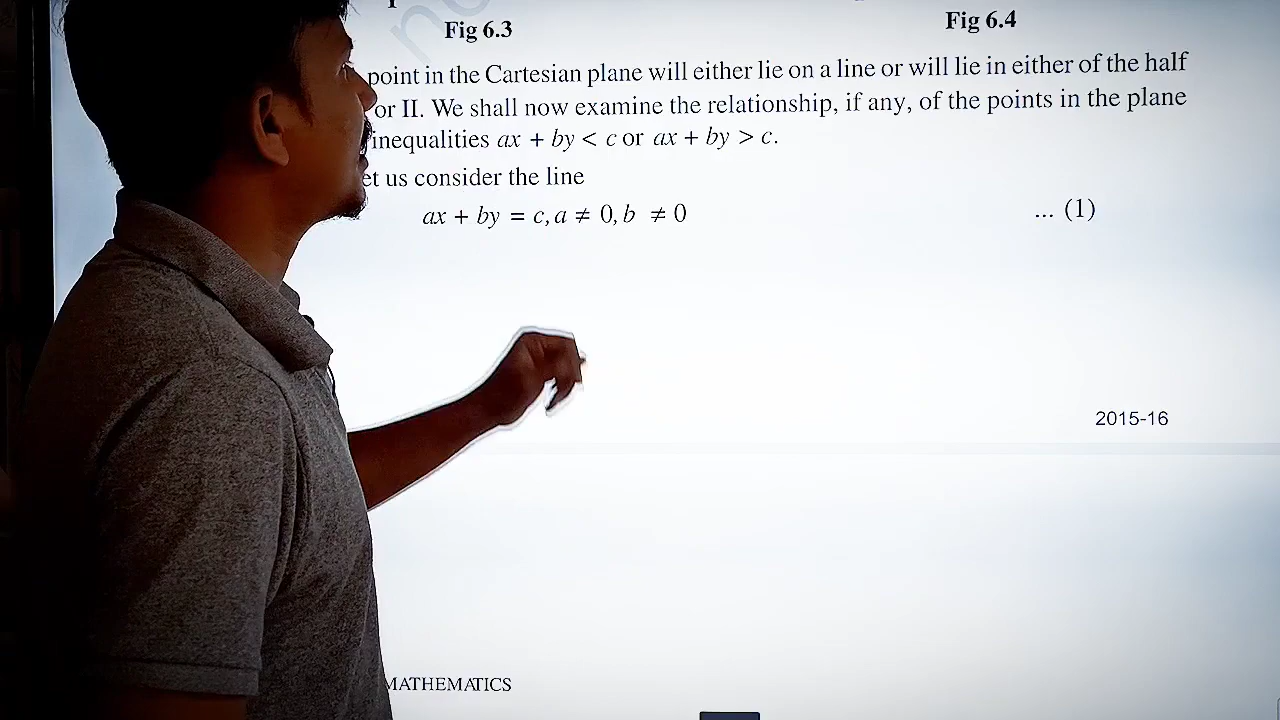 Fig 6.3
Fig 6.4
point in the Cartesian plane will either lie on a line or will lie in either of the half
or II. We shall now examine the relationship, if any, of the points in the plane
inequalities ax + by < c or ax + by > c.
et us consider the line
ax + by = c, a ≠ 0, b ≠ 0
... (1)
2015-16
MATHEMATICS